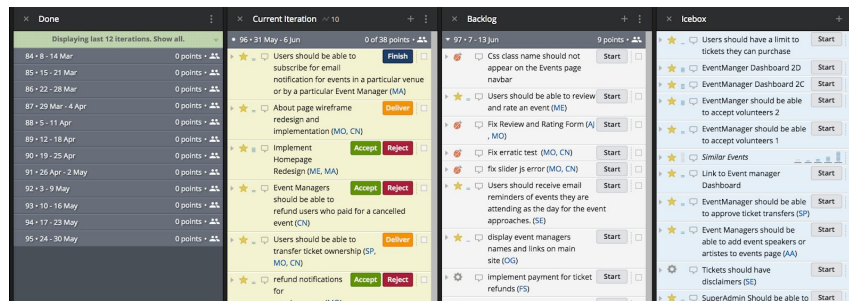 Done
Displaying last 12 iterations. Show all.
84 • 8 - 14 Mar 0 points •
85 • 15 - 21 Mar 0 points •
86 • 22 - 28 Mar 0 points •
87 • 29 Mar - 4 Apr 0 points •
88 • 5 - 11 Apr 0 points •
89 • 12 - 18 Apr 0 points •
90 • 19 - 25 Apr 0 points •
91 • 26 Apr - 2 May 0 points •
92 • 3 - 9 May 0 points •
93 • 10 - 16 May 0 points •
94 • 17 - 23 May 0 points •
95 • 24 - 30 May 0 points •
Current Iteration 10
96 • 31 May - 6 Jun 0 of 38 points •
Users should be able to Finish
subscribe for email
notification for events in a particular venue
or by a particular Event Manager (MA)
About page wireframe Deliver
redesign and
implementation (MO, CN)
Implement Accept Reject
Homepage
Redesign (ME, MA)
Event Managers Accept Reject
should be able to
refund users who paid for a cancelled
event (CN)
Users should be able to Deliver
transfer ticket ownership (SP,
MO, CN)
refund notifications Accept Reject
for
Backlog
97 • 7 - 13 Jun 9 points •
Css class name should not Start
appear on the Events page
navbar
Users should be able to review Start
and rate an event (ME)
Fix Review and Rating Form (AJ Start
, MO)
Fix erratic test (MO, CN) Start
fix slider js error (MO, CN) Start
Users should receive email Start
reminders of events they are
attending as the day for the event
approaches. (SE)
display event managers Start
names and links on main
site (OG)
implement payment for ticket Start
refunds (FS)
Icebox
Users should have a limit to Start
tickets they can purchase
EventManger Dashboard 2D Start
EventManager Dashboard 2C Start
EventManager should be able Start
to accept volunteers 2
EventManager should be able Start
to accept volunteers 1
Similar Events
Link to Event manager Start
Dashboard
EventManager should be able Start
to approve ticket transfers (SP)
Event Managers should be Start
able to add event speakers or
artistes to events page (AA)
Tickets should have Start
disclaimers (SE)
SuperAdmin Should be able to Start